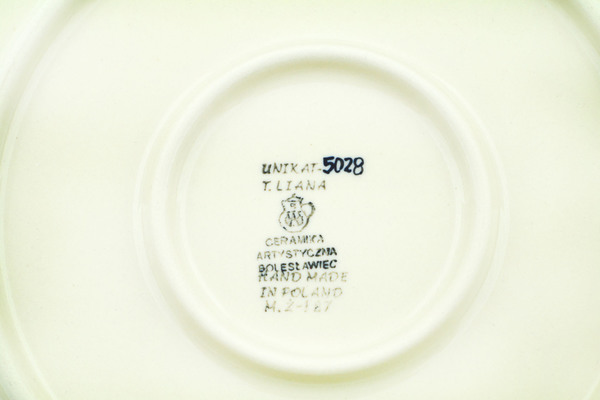 UNIKAT-5028
T. LIANA
CERAMIKA
ARTYSTYCZNA
BOLESŁAWIEC
HAND MADE
IN POLAND